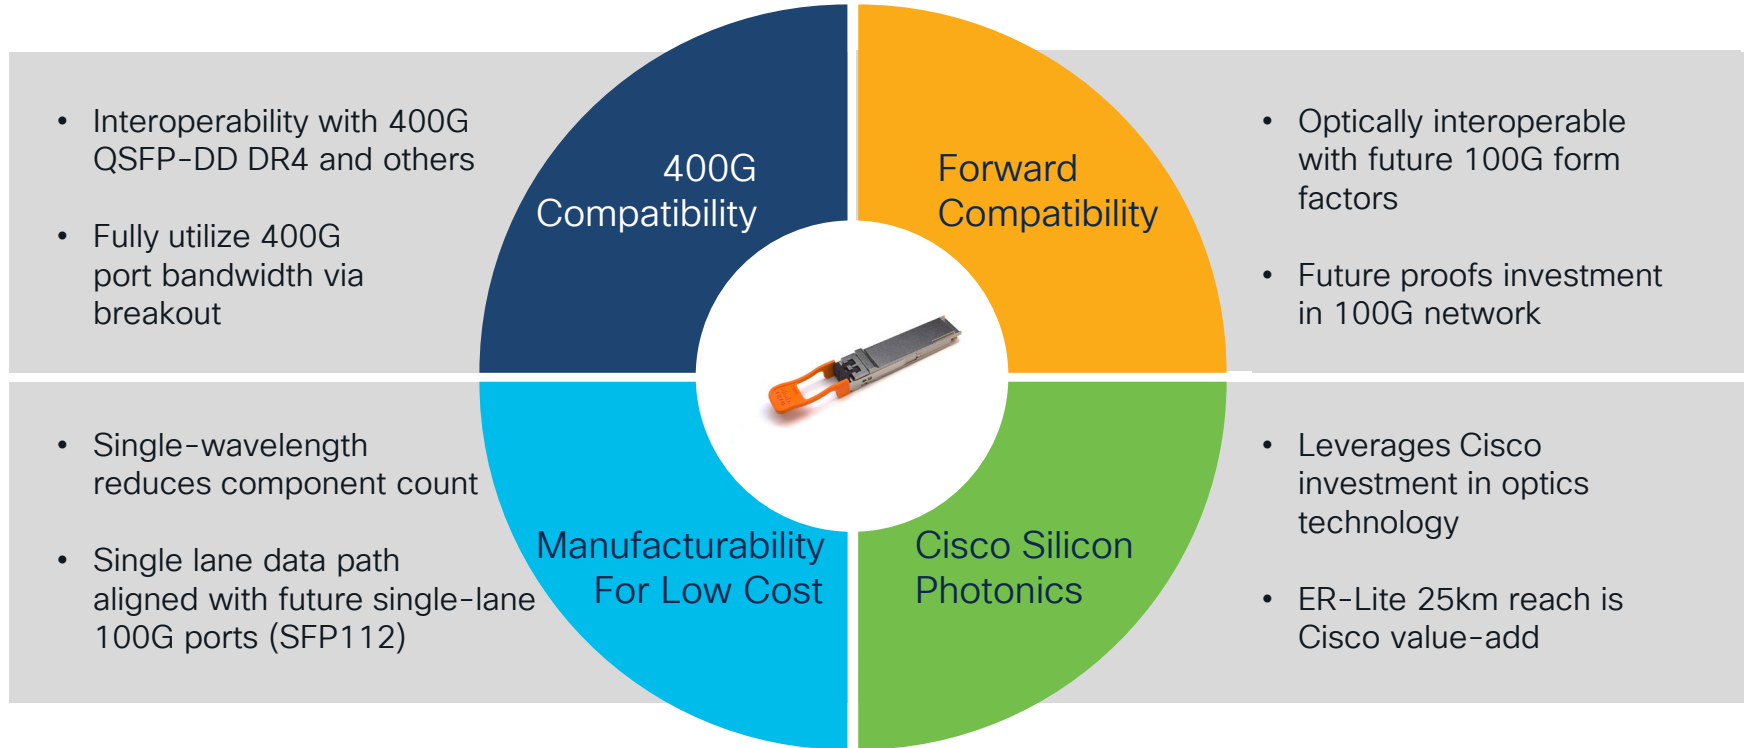 • Interoperability with 400G
QSFP-DD DR4 and others
• Fully utilize 400G
port bandwidth via
breakout
400G
Compatibility
Forward
Compatibility
• Optically interoperable
with future 100G form
factors
• Future proofs investment
in 100G network
• Single-wavelength
reduces component count
• Single lane data path
aligned with future single-lane
100G ports (SFP112)
Manufacturability
For Low Cost
Cisco Silicon
Photonics
• Leverages Cisco
investment in optics
technology
• ER-Lite 25km reach is
Cisco value-add